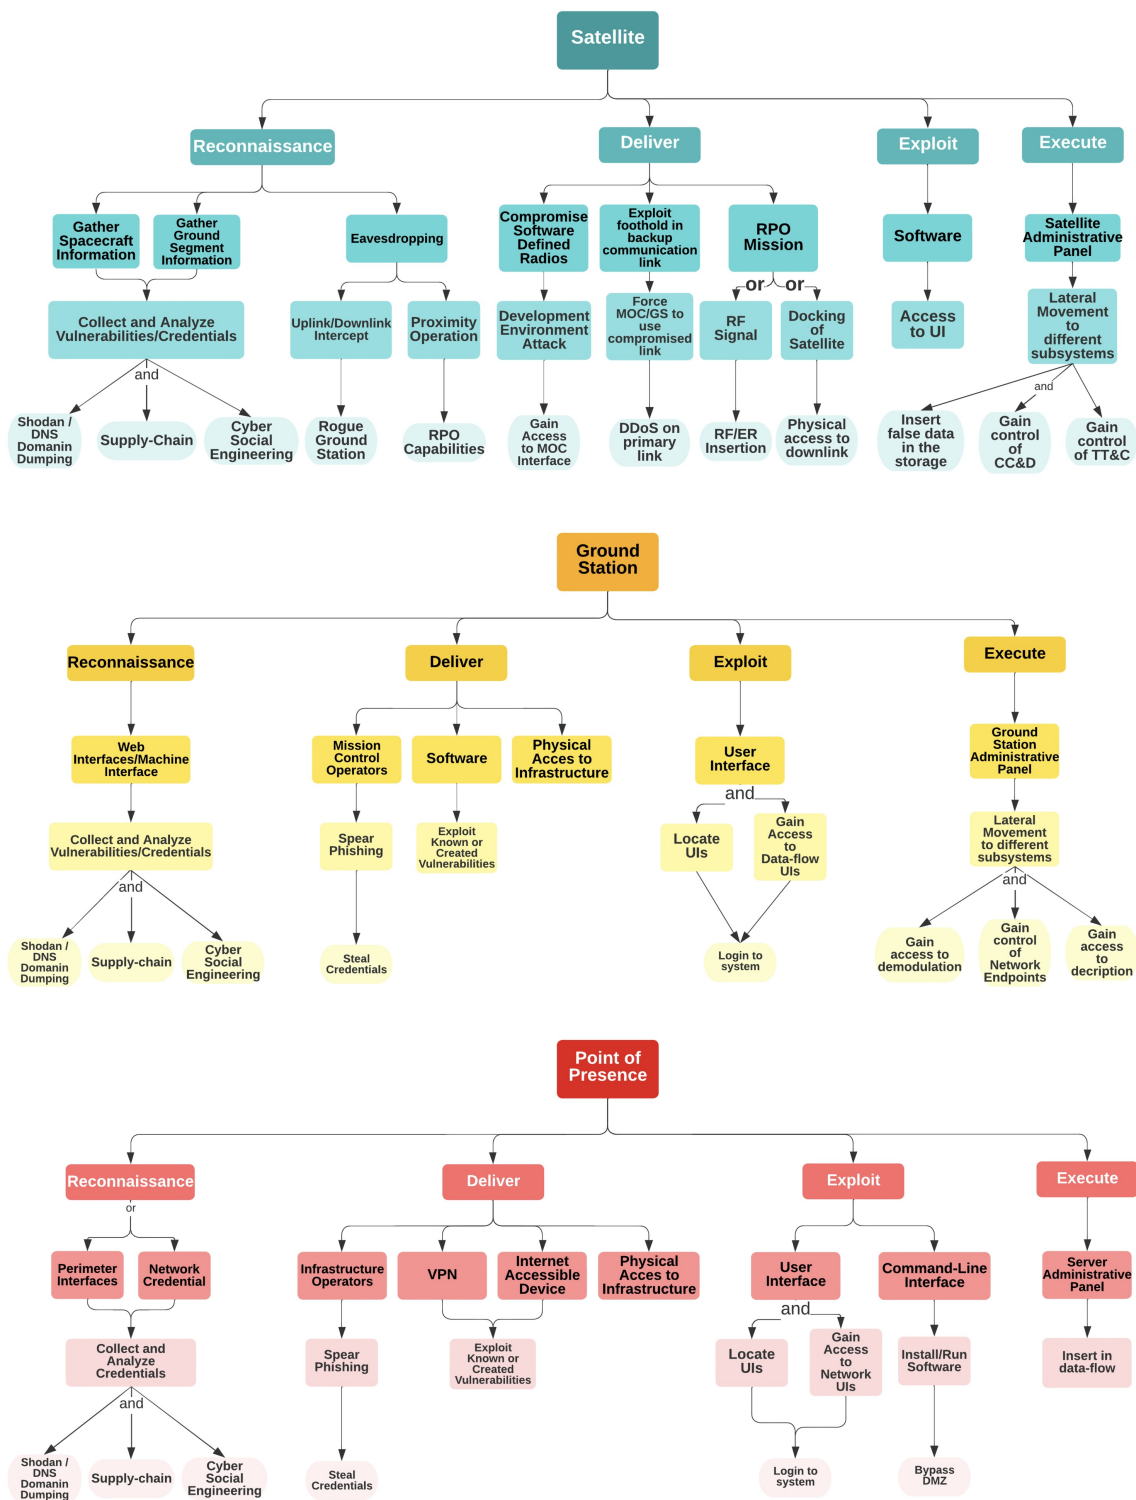 Satellite
Reconnaissance
Deliver
Exploit
Execute
Gather
Spacecraft
Information
Gather
Ground
Segment
Information
Eavesdropping
Compromise
Software
Defined
Radios
Exploit
foothold in
backup
communication
link
RPO
Mission
Software
Satellite
Administrative
Panel
or
or
Collect and Analyze
Vulnerabilities/Credentials
Uplink/Downlink
Intercept
Proximity
Operation
Development
Environment
Attack
Force
MOC/GS to
use
compromised
link
RF
Signal
Docking
of
Satellite
Access
to UI
Lateral
Movement
to
different
subsystems
and
and
Shodan /
DNS
Domanin
Dumping
Supply-Chain
Cyber
Social
Engineering
Rogue
Ground
Station
RPO
Capabilities
Gain
Access
to MOC
Interface
DDoS on
primary
link
RF/ER
Insertion
Physical
access to
downlink
Insert
false data
in the
storage
Gain
control
of
CC&D
Gain
control
of TT&C
Ground
Station
Reconnaissance
Deliver
Exploit
Execute
Web
Interfaces/Machine
Interface
Mission
Control
Operators
Software
Physical
Acces to
Infrastructure
User
Interface
Ground
Station
Administrative
Panel
and
Collect and Analyze
Vulnerabilities/Credentials
Spear
Phishing
Exploit
Known or
Created
Vulnerabilities
Locate
UIs
Gain
Access
to
Data-flow
UIs
Lateral
Movement
to different
subsystems
and
and
Shodan /
DNS
Domanin
Dumping
Supply-chain
Cyber
Social
Engineering
Steal
Credentials
Login to
system
Gain
access to
demodulation
Gain
control
of
Network
Endpoints
Gain
access
to
decription
Point of
Presence
Reconnaissance
Deliver
Exploit
Execute
or
Perimeter
Interfaces
Network
Credential
Infrastructure
Operators
VPN
Internet
Accessible
Device
Physical
Acces to
Infrastructure
User
Interface
Command-Line
Interface
Server
Administrative
Panel
and
Collect and
Analyze
Credentials
Spear
Phishing
Exploit
Known or
Created
Vulnerabilities
Locate
UIs
Gain
Access
to
Network
UIs
Install/Run
Software
Insert in
data-flow
and
Shodan /
DNS
Domanin
Dumping
Supply-chain
Cyber
Social
Engineering
Steal
Credentials
Login to
system
Bypass
DMZ